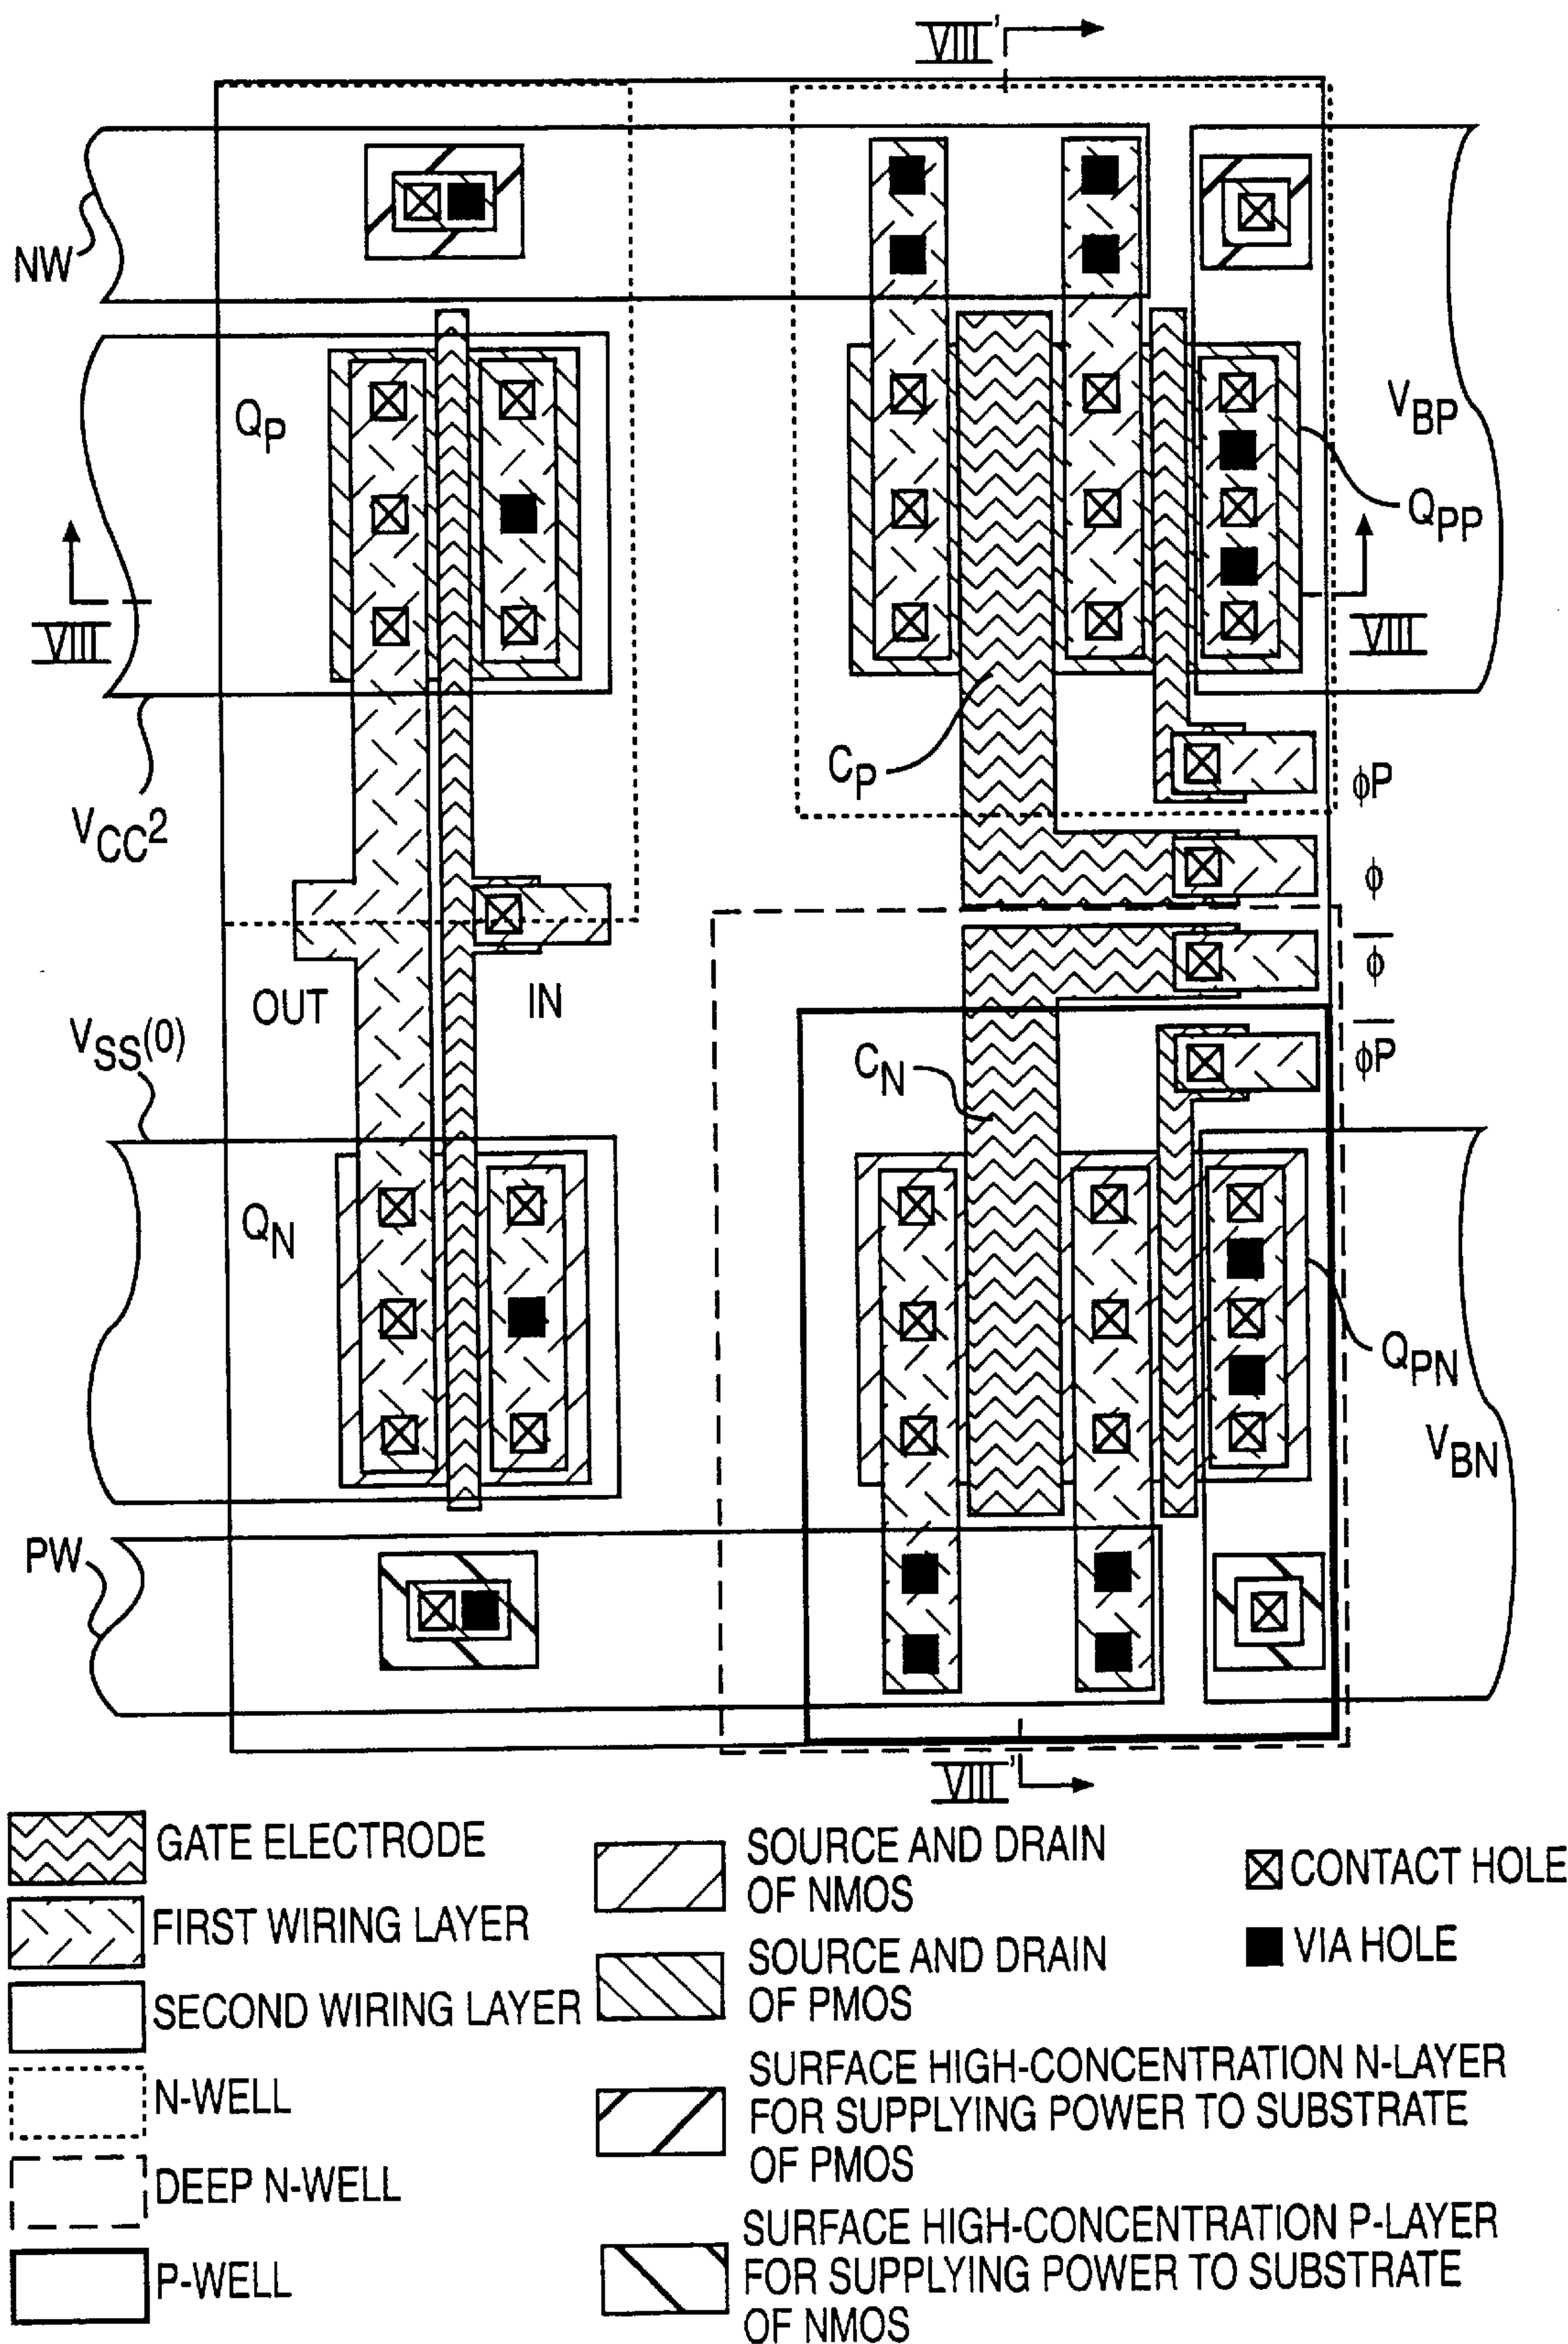 VIII'
NW
QP
VBP
QPP
VIII
VIII
CP
φP
VCC2
φ
φ
OUT
IN
VSS(0)
CN
φP
QN
QPN
VBN
PW
VIII'
GATE ELECTRODE
FIRST WIRING LAYER
SECOND WIRING LAYER
N-WELL
DEEP N-WELL
P-WELL
SOURCE AND DRAIN
OF NMOS
SOURCE AND DRAIN
OF PMOS
SURFACE HIGH-CONCENTRATION N-LAYER
FOR SUPPLYING POWER TO SUBSTRATE
OF PMOS
SURFACE HIGH-CONCENTRATION P-LAYER
FOR SUPPLYING POWER TO SUBSTRATE
OF NMOS
CONTACT HOLE
VIA HOLE